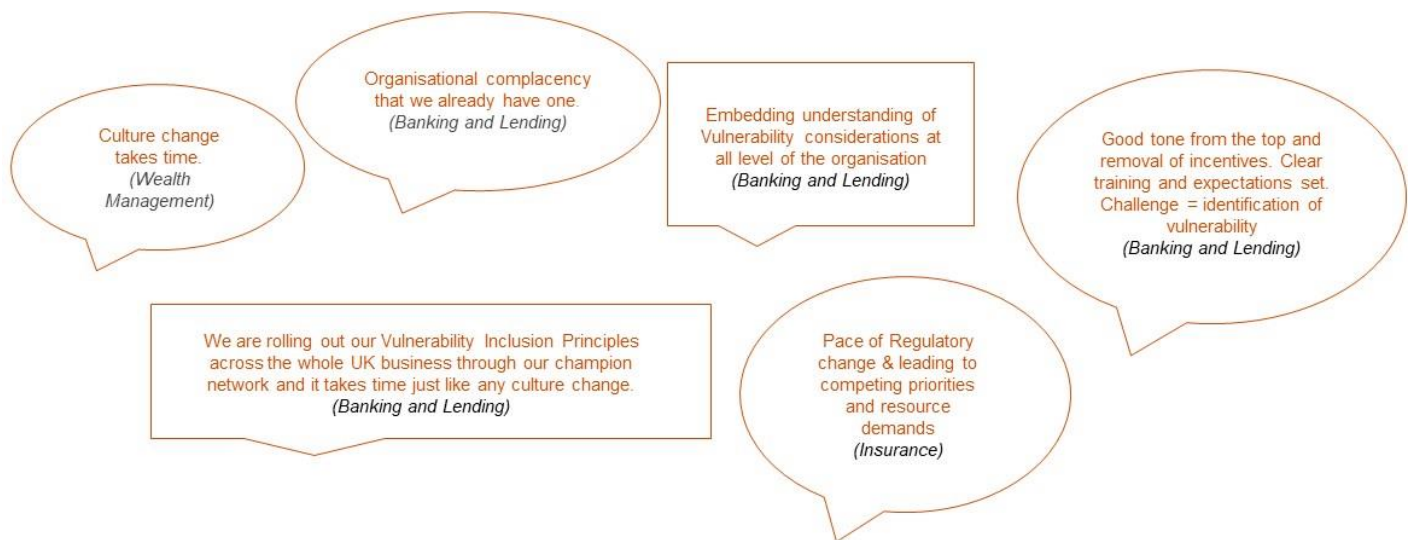 Culture change
takes time.
(Wealth
Management)
Organisational complacency
that we already have one.
(Banking and Lending)
Embedding understanding of
Vulnerability considerations at
all level of the organisation
(Banking and Lending)
Good tone from the top and
removal of incentives. Clear
training and expectations set.
Challenge = identification of
vulnerability
(Banking and Lending)
We are rolling out our Vulnerability Inclusion Principles
across the whole UK business through our champion
network and it takes time just like any culture change.
(Banking and Lending)
Pace of Regulatory
change & leading to
competing priorities
and resource
demands
(Insurance)